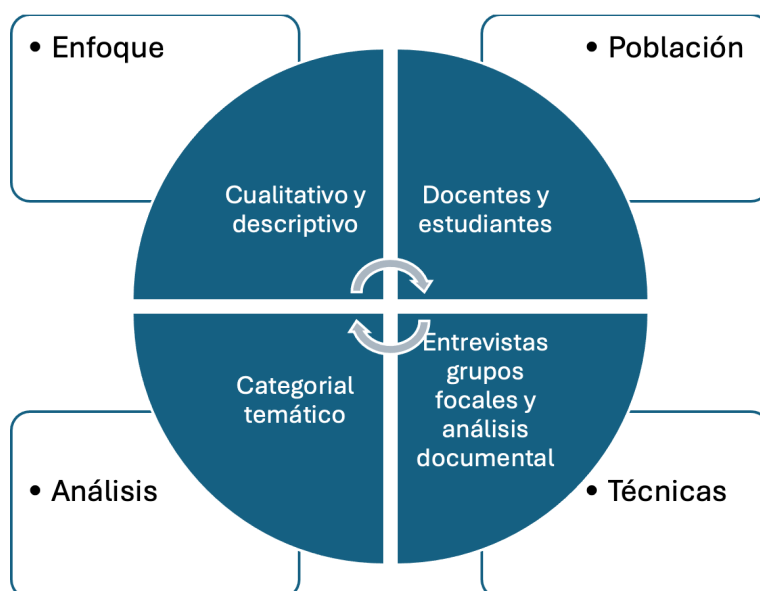 • Enfoque
• Población
Cualitativo y
descriptivo
Docentes y
estudiantes
Categorial
temático
Entrevistas
grupos
focales y
análisis
documental
• Análisis
• Técnicas